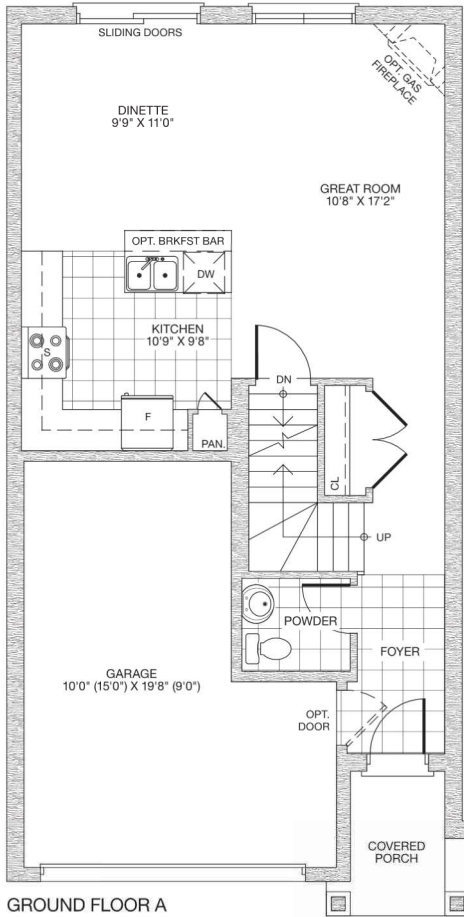 SLIDING DOORS
OPT. GAS
FIREPLACE
DINETTE
9'9" X 11'0"
GREAT ROOM
10'8" X 17'2"
OPT. BRKFST BAR
DW
KITCHEN
10'9" X 9'8"
S
F
PAN.
DN
CL
UP
POWDER
FOYER
GARAGE
10'0" (15'0") X 19'8" (9'0")
OPT.
DOOR
COVERED
PORCH
GROUND FLOOR A